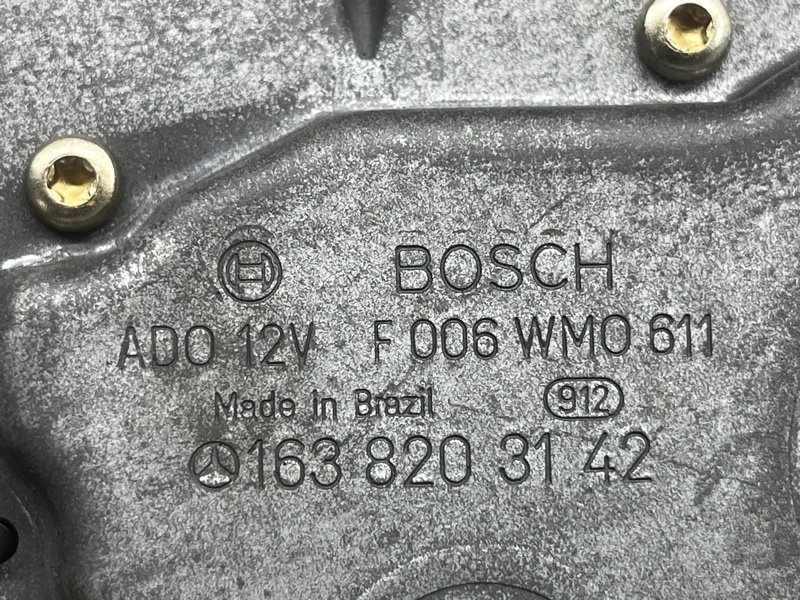 BOSCH
ADO 12V F 006 WM0 611
Made in Brazil 912
163 820 31 42